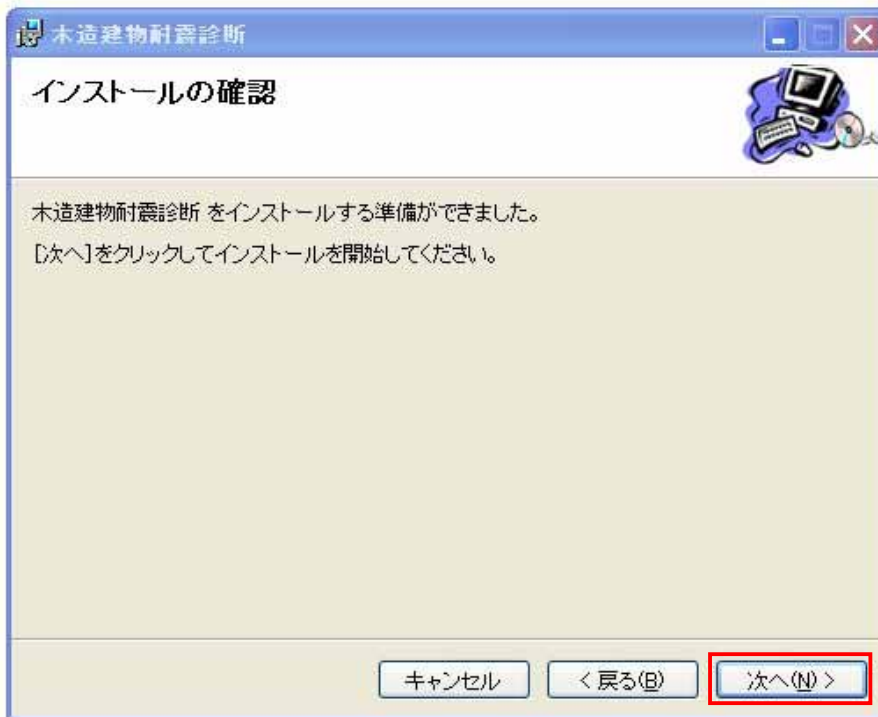 木造建物耐震診断
インストールの確認
木造建物耐震診断 をインストールする準備ができました。
[次へ]をクリックしてインストールを開始してください。
キャンセル
< 戻る(B)
次へ(N) >